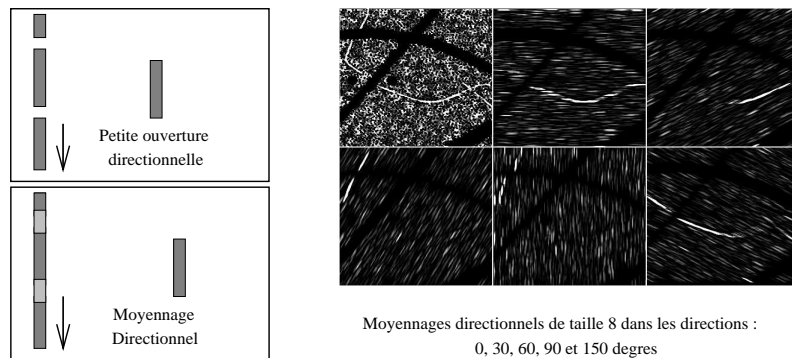 Petite ouverture
directionnelle
Moyennage
Directionnel
Moyennages directionnels de taille 8 dans les directions :
0, 30, 60, 90 et 150 degres